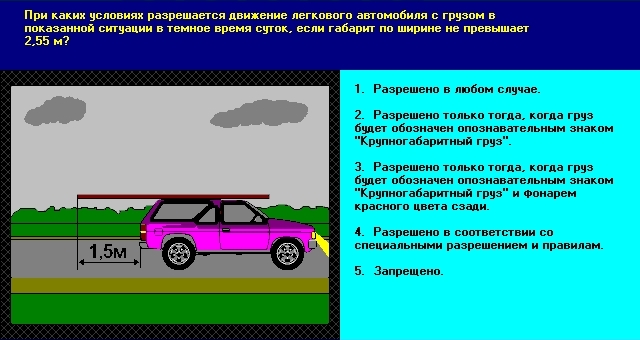 При каких условиях разрешается движение легкового автомобиля с грузом в
показанной ситуации в темное время суток, если габарит по ширине не превышает
2,55 м?
1. Разрешено в любом случае.
2. Разрешено только тогда, когда груз
будет обозначен опознавательным знаком
"Крупногабаритный груз".
3. Разрешено только тогда, когда груз
будет обозначен опознавательным знаком
"Крупногабаритный груз" и фонарем
красного цвета сзади.
4. Разрешено в соответствии со
специальными разрешением и правилам.
5. Запрещено.
1,5м